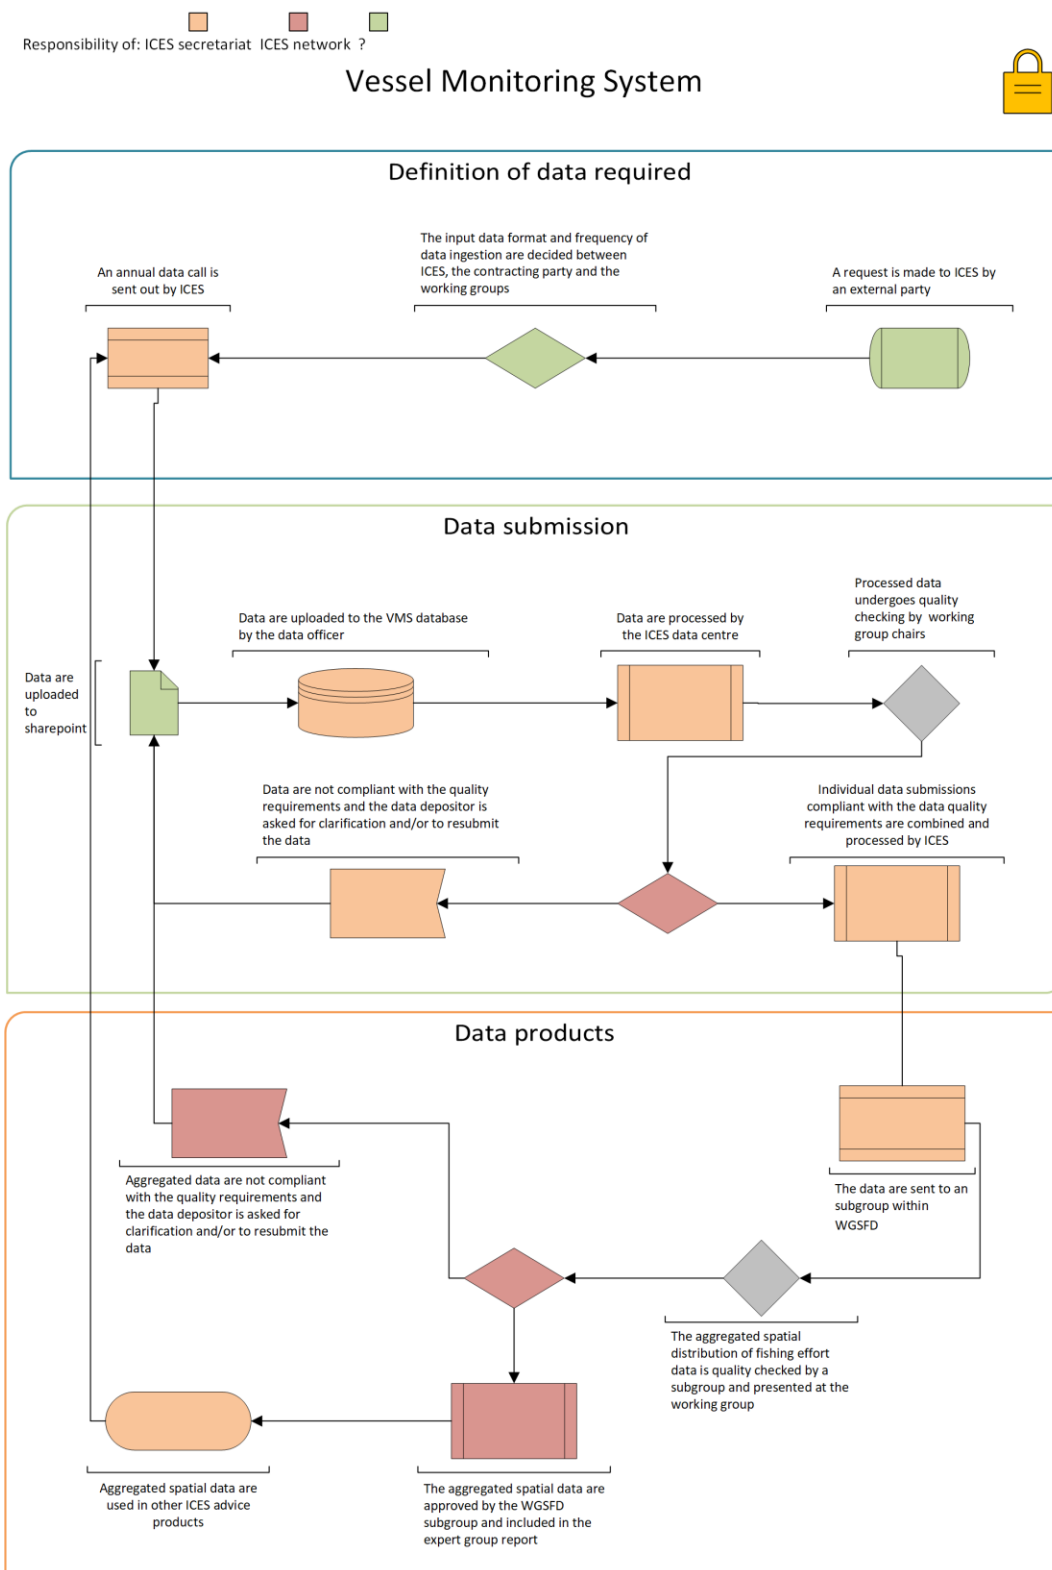 Responsibility of: ICES secretariat ICES network ?
Vessel Monitoring System
Definition of data required
An annual data call is
sent out by ICES
The input data format and frequency of
data ingestion are decided between
ICES, the contracting party and the
working groups
A request is made to ICES by
an external party
Data submission
Data are
uploaded
to
sharepoint
Data are uploaded to the VMS database
by the data officer
Data are processed by
the ICES data centre
Processed data
undergoes quality
checking by working
group chairs
Data are not compliant with the quality
requirements and the data depositor is
asked for clarification and/or to resubmit
the data
Individual data submissions
compliant with the data quality
requirements are combined and
processed by ICES
Data products
Aggregated data are not compliant
with the quality requirements and
the data depositor is asked for
clarification and/or to resubmit the
data
The data are sent to an
subgroup within
WGSFD
The aggregated spatial
distribution of fishing effort
data is quality checked by a
subgroup and presented at the
working group
Aggregated spatial data are
used in other ICES advice
products
The aggregated spatial data are
approved by the WGSFD
subgroup and included in the
expert group report